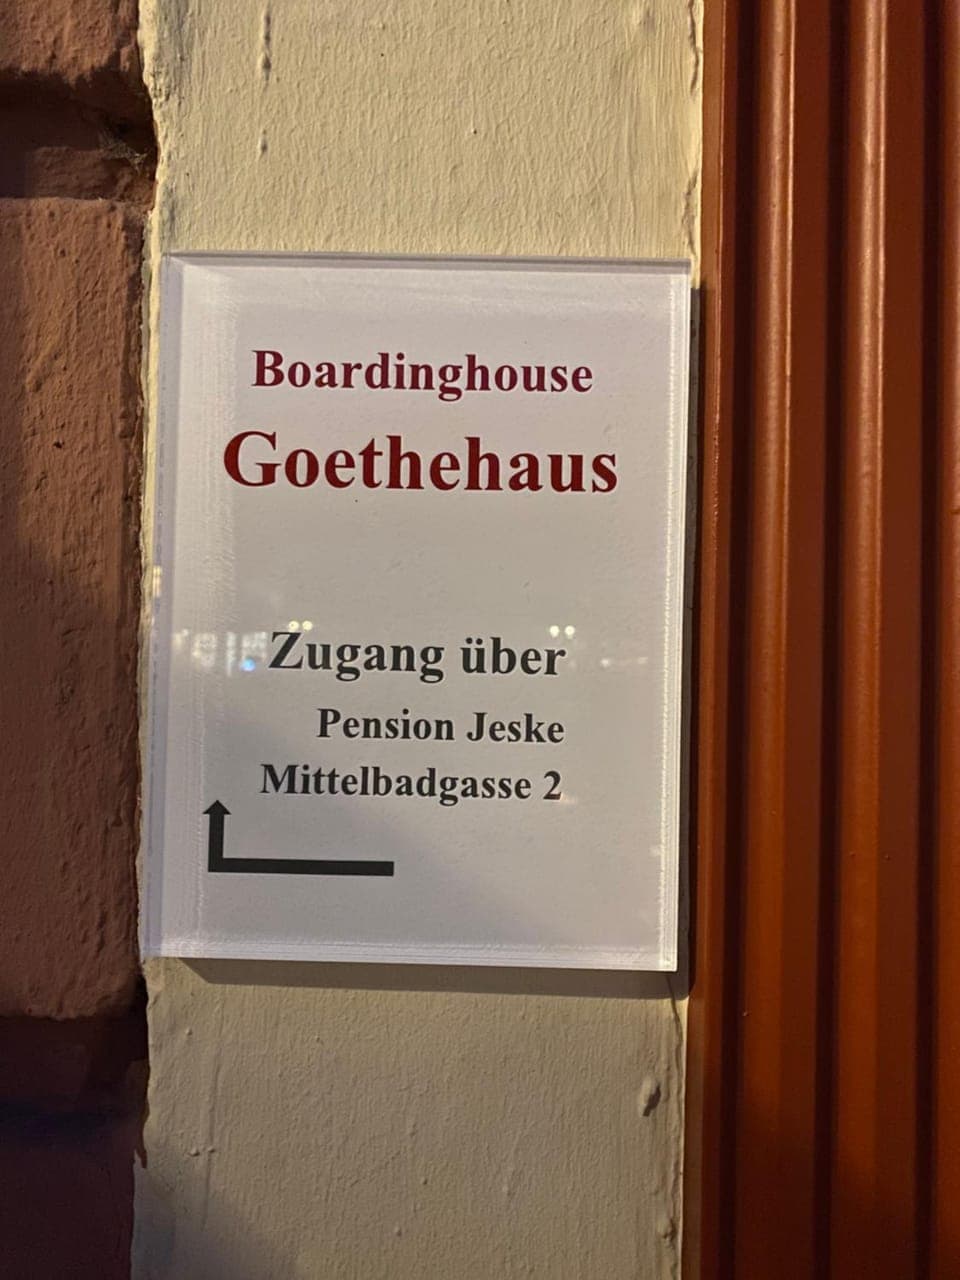 Boardinghouse
Goethehaus
Zugang über
Pension Jeske
Mittelbadgasse 2